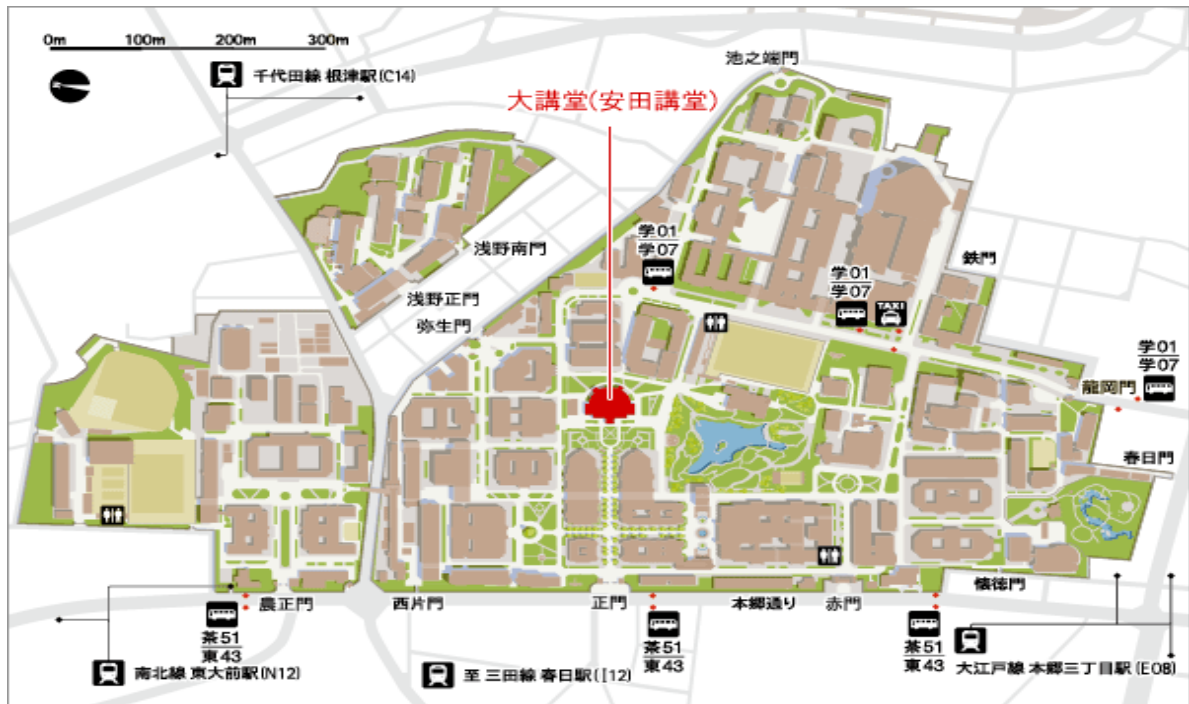 0m 100m 200m 300m
千代田線 根津駅(C14)
池之端門
大講堂(安田講堂)
学01
学07
浅野南門
鉄門
学01
学07
TAXI
浅野正門
弥生門
学01
学07
龍岡門
春日門
懐徳門
農正門
西片門
正門
本郷通り
赤門
茶51
東43
茶51
東43
茶51
東43
南北線 東大前駅(N12)
至 三田線 春日駅(I12)
大江戸線 本郷三丁目駅(E08)